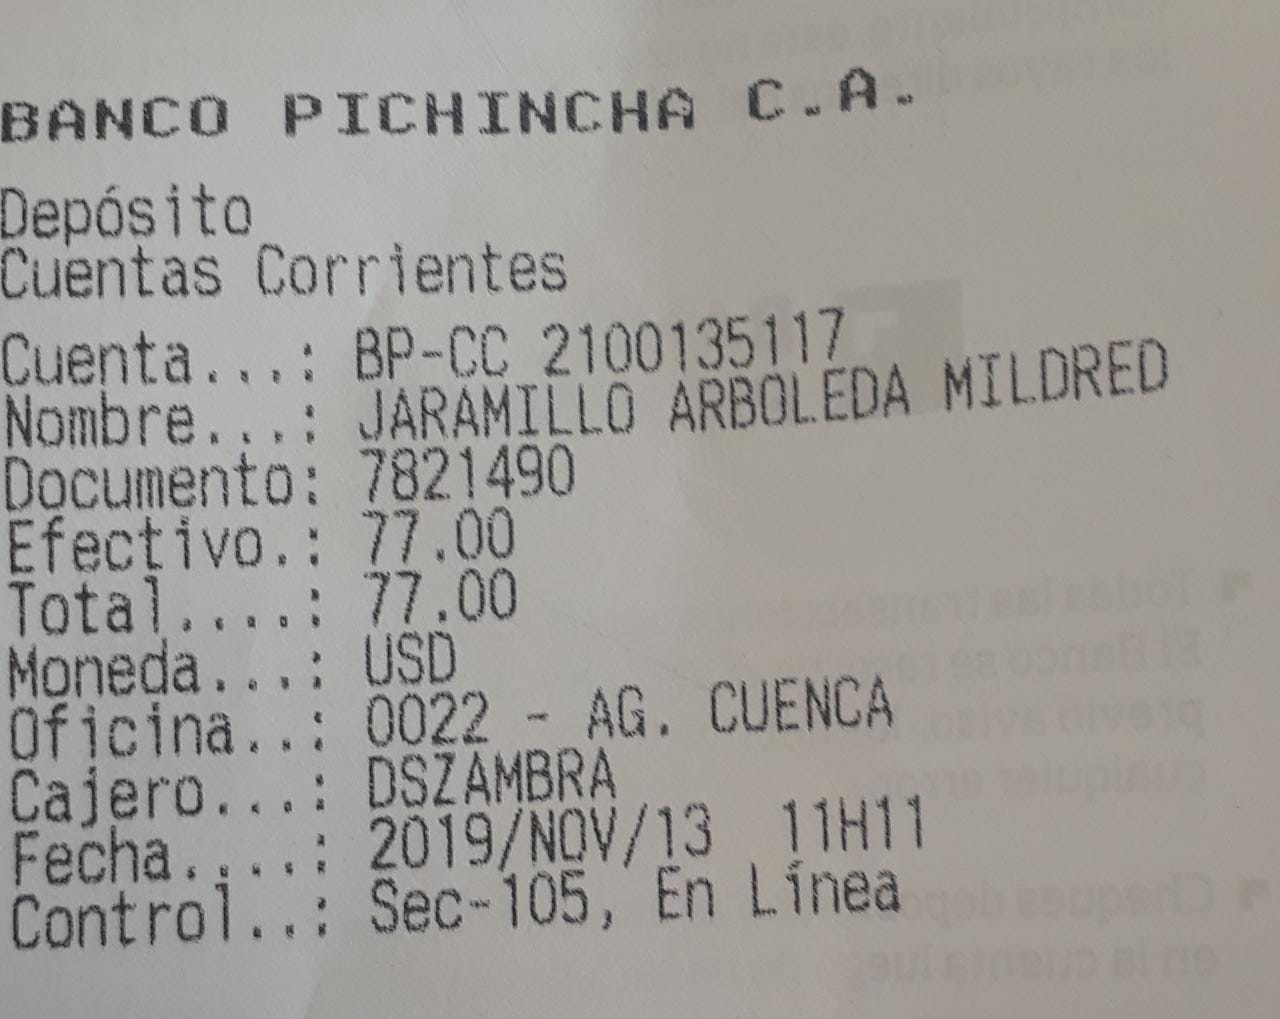 BANCO PICHINCHA C.A.
Depósito
Cuentas Corrientes
Cuenta...: BP-CC 2100135117
Nombre...: JARAMILLO ARBOLEDA MILDRED
Documento: 7821490
Efectivo.: 77.00
Total....: 77.00
Moneda...: USD
Oficina..: 0022 - AG. CUENCA
Cajero...: DSZAMBRA
Fecha....: 2019/NOV/13 11H11
Control..: Sec-105, En Línea